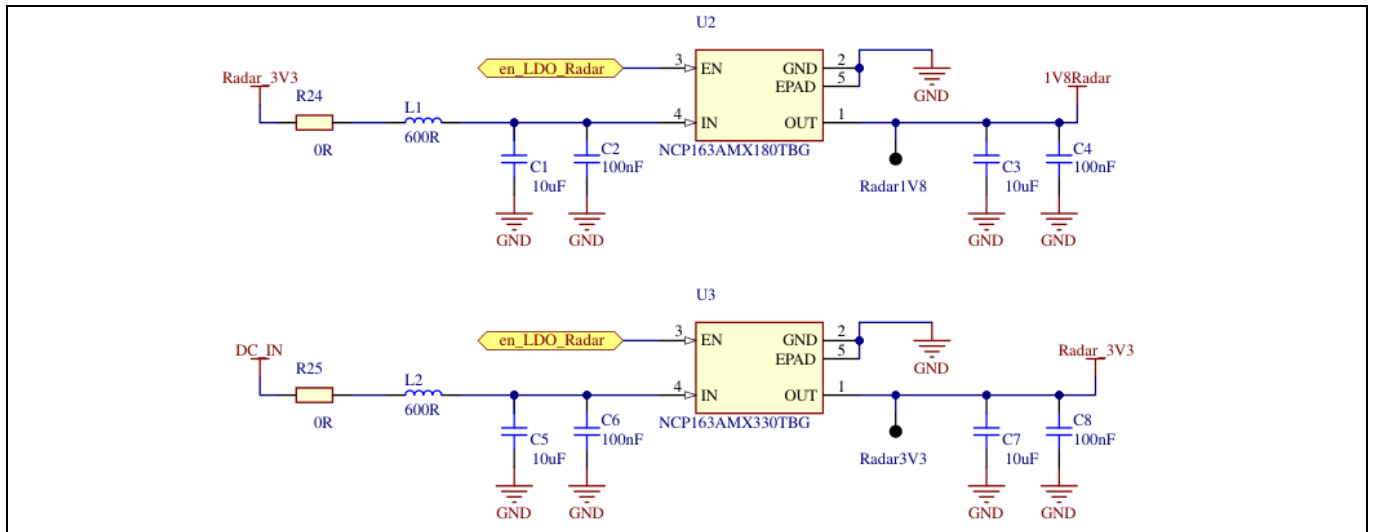 U2
en_LDO_Radar
3
EN
GND
2
EPAD
5
GND
Radar_3V3
R24
0R
L1
600R
4
IN
OUT
1
1V8Radar
NCP163AMX180TBG
C1
10uF
C2
100nF
Radar1V8
C3
10uF
C4
100nF
GND
GND
GND
GND
U3
en_LDO_Radar
3
EN
GND
2
EPAD
5
GND
DC_IN
R25
0R
L2
600R
4
IN
OUT
1
Radar_3V3
NCP163AMX330TBG
C5
10uF
C6
100nF
Radar3V3
C7
10uF
C8
100nF
GND
GND
GND
GND